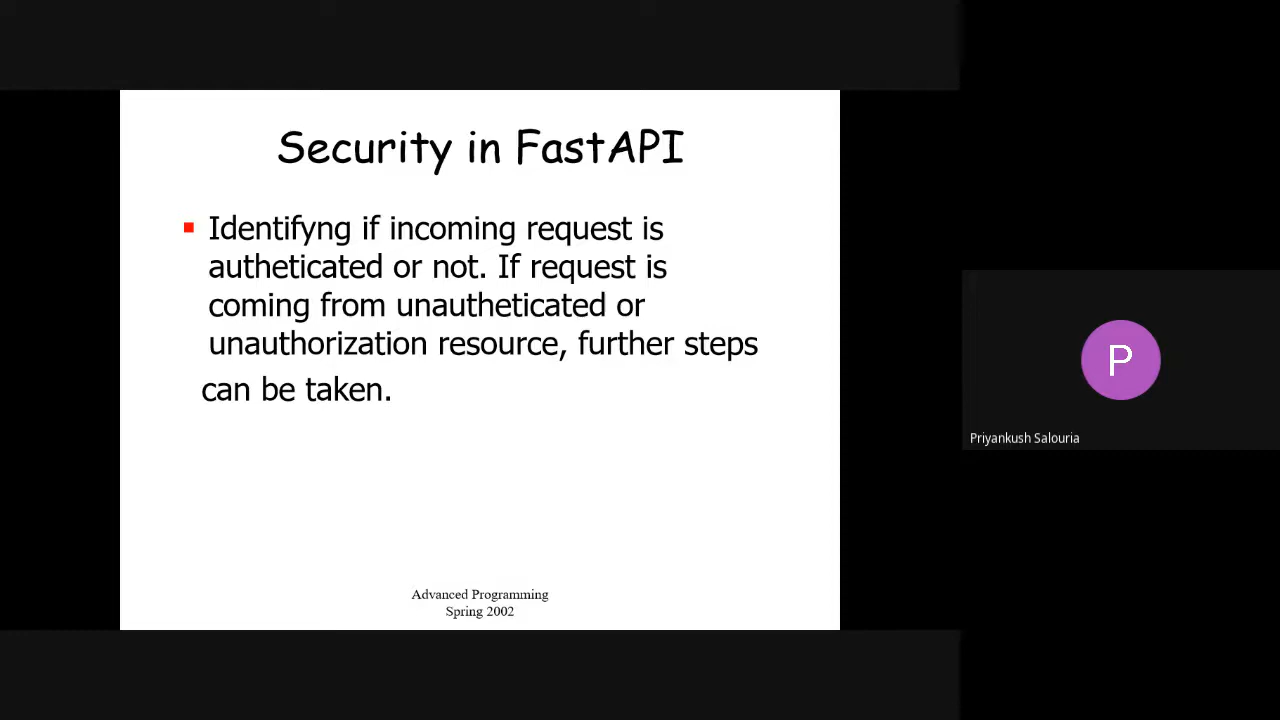 Security in FastAPI
Identifyng if incoming request is
autheticated or not. If request is
coming from unautheticated or
unauthorization resource, further steps
can be taken.
Advanced Programming
Spring 2002
P
Priyankush Salouria